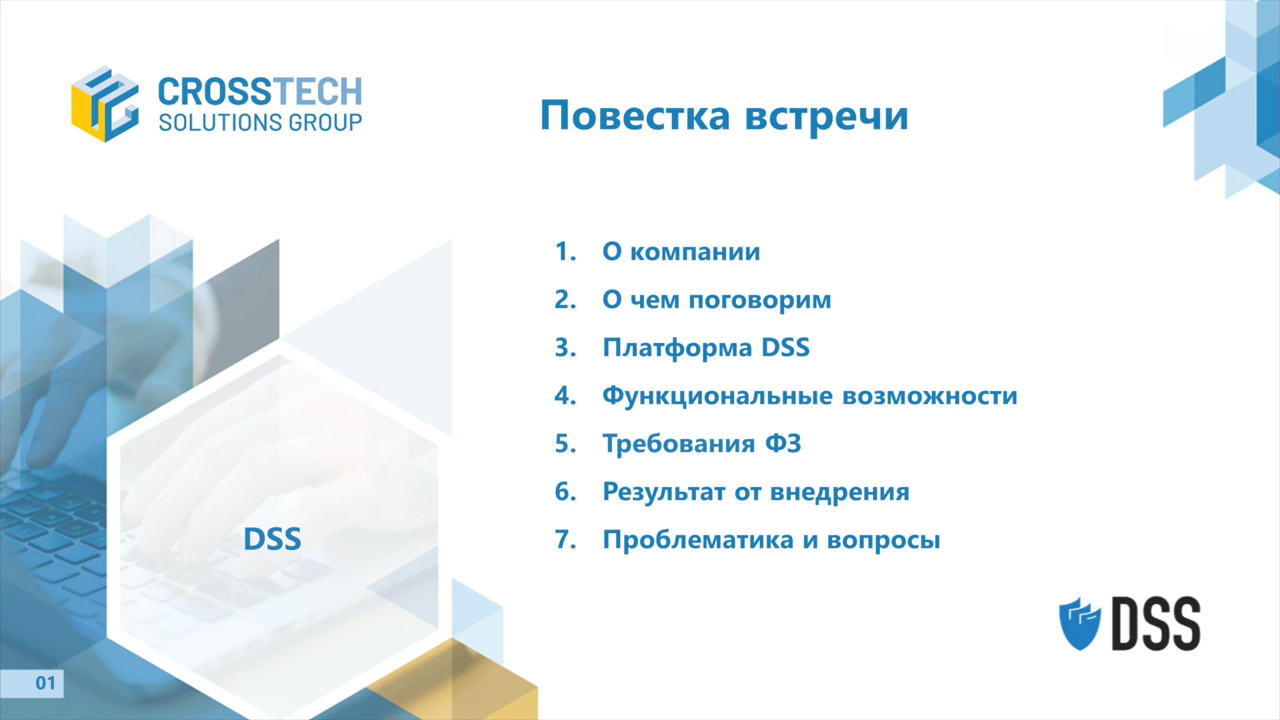 CROSSTECH
SOLUTIONS GROUP
Повестка встречи
1. О компании
2. О чем поговорим
3. Платформа DSS
4. Функциональные возможности
5. Требования ФЗ
6. Результат от внедрения
7. Проблематика и вопросы
DSS
DSS
01